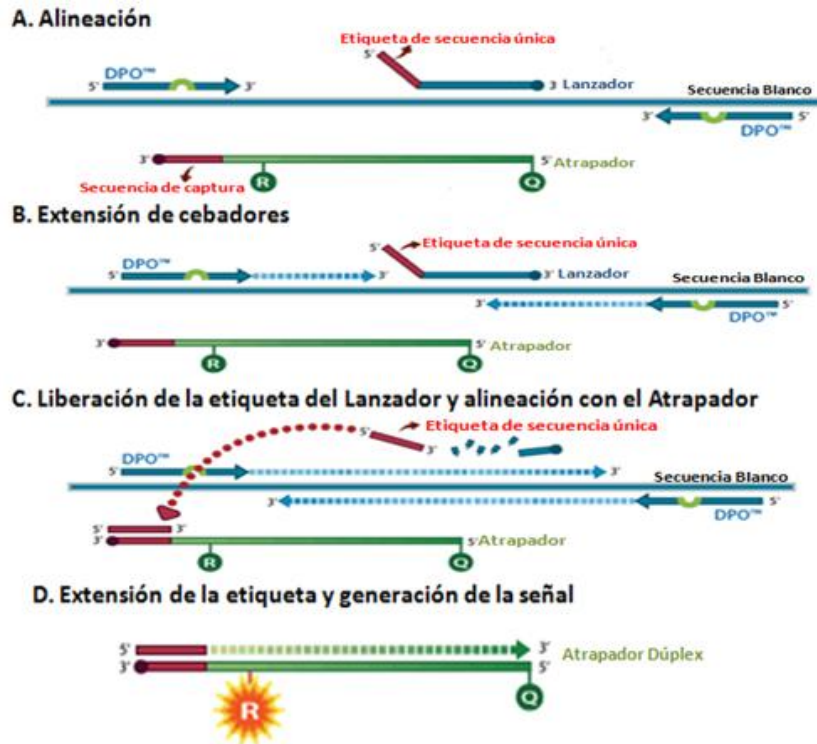 A. Alineación
Etiqueta de secuencia única
DPO™
5'
3'
5'
3' Lanzador
Secuencia Blanco
3'
5'
DPO™
3'
5' Atrapador
Secuencia de captura
R
Q
B. Extensión de cebadores
Etiqueta de secuencia única
DPO™
5'
3'
5'
3' Lanzador
Secuencia Blanco
3'
5'
DPO™
3'
5' Atrapador
R
Q
C. Liberación de la etiqueta del Lanzador y alineación con el Atrapador
Etiqueta de secuencia única
5'
3'
DPO™
5'
3'
Secuencia Blanco
3'
5'
DPO™
5'
3'
3'
5' Atrapador
R
Q
D. Extensión de la etiqueta y generación de la señal
5'
3'
3'
5'
Atrapador Dúplex
R
Q